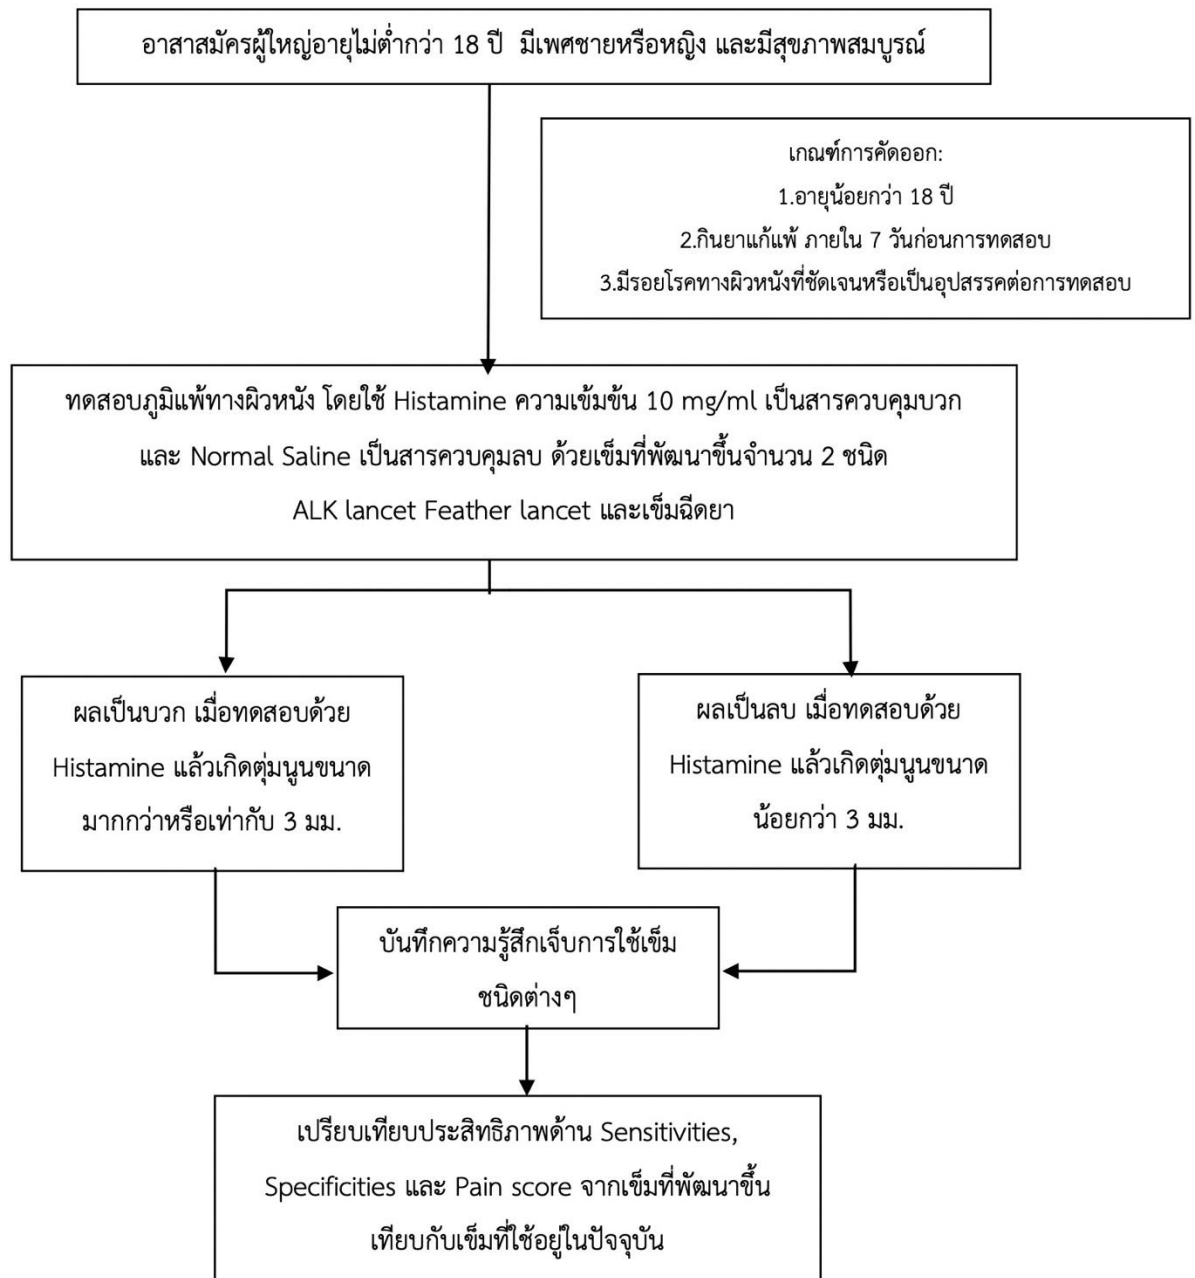 อาสาสมัครผู้ใหญ่อายุไม่ต่ำกว่า 18 ปี  มีเพศชายหรือหญิง และมีสุขภาพสมบูรณ์
เกณฑ์การคัดออก:
1.อายุน้อยกว่า 18 ปี
2.กินยาแก้แพ้ ภายใน 7 วันก่อนการทดสอบ
3.มีรอยโรคทางผิวหนังที่ชัดเจนหรือเป็นอุปสรรคต่อการทดสอบ
ทดสอบภูมิแพ้ทางผิวหนัง โดยใช้ Histamine ความเข้มข้น 10 mg/ml เป็นสารควบคุมบวก
และ Normal Saline เป็นสารควบคุมลบ ด้วยเข็มที่พัฒนาขึ้นจำนวน 2 ชนิด
ALK lancet Feather lancet และเข็มฉีดยา
ผลเป็นบวก เมื่อทดสอบด้วย
Histamine แล้วเกิดตุ่มนูนขนาด
มากกว่าหรือเท่ากับ 3 มม.
ผลเป็นลบ เมื่อทดสอบด้วย
Histamine แล้วเกิดตุ่มนูนขนาด
น้อยกว่า 3 มม.
บันทึกความรู้สึกเจ็บการใช้เข็ม
ชนิดต่างๆ
เปรียบเทียบประสิทธิภาพด้าน Sensitivities,
Specificities และ Pain score จากเข็มที่พัฒนาขึ้น
เทียบกับเข็มที่ใช้อยู่ในปัจจุบัน